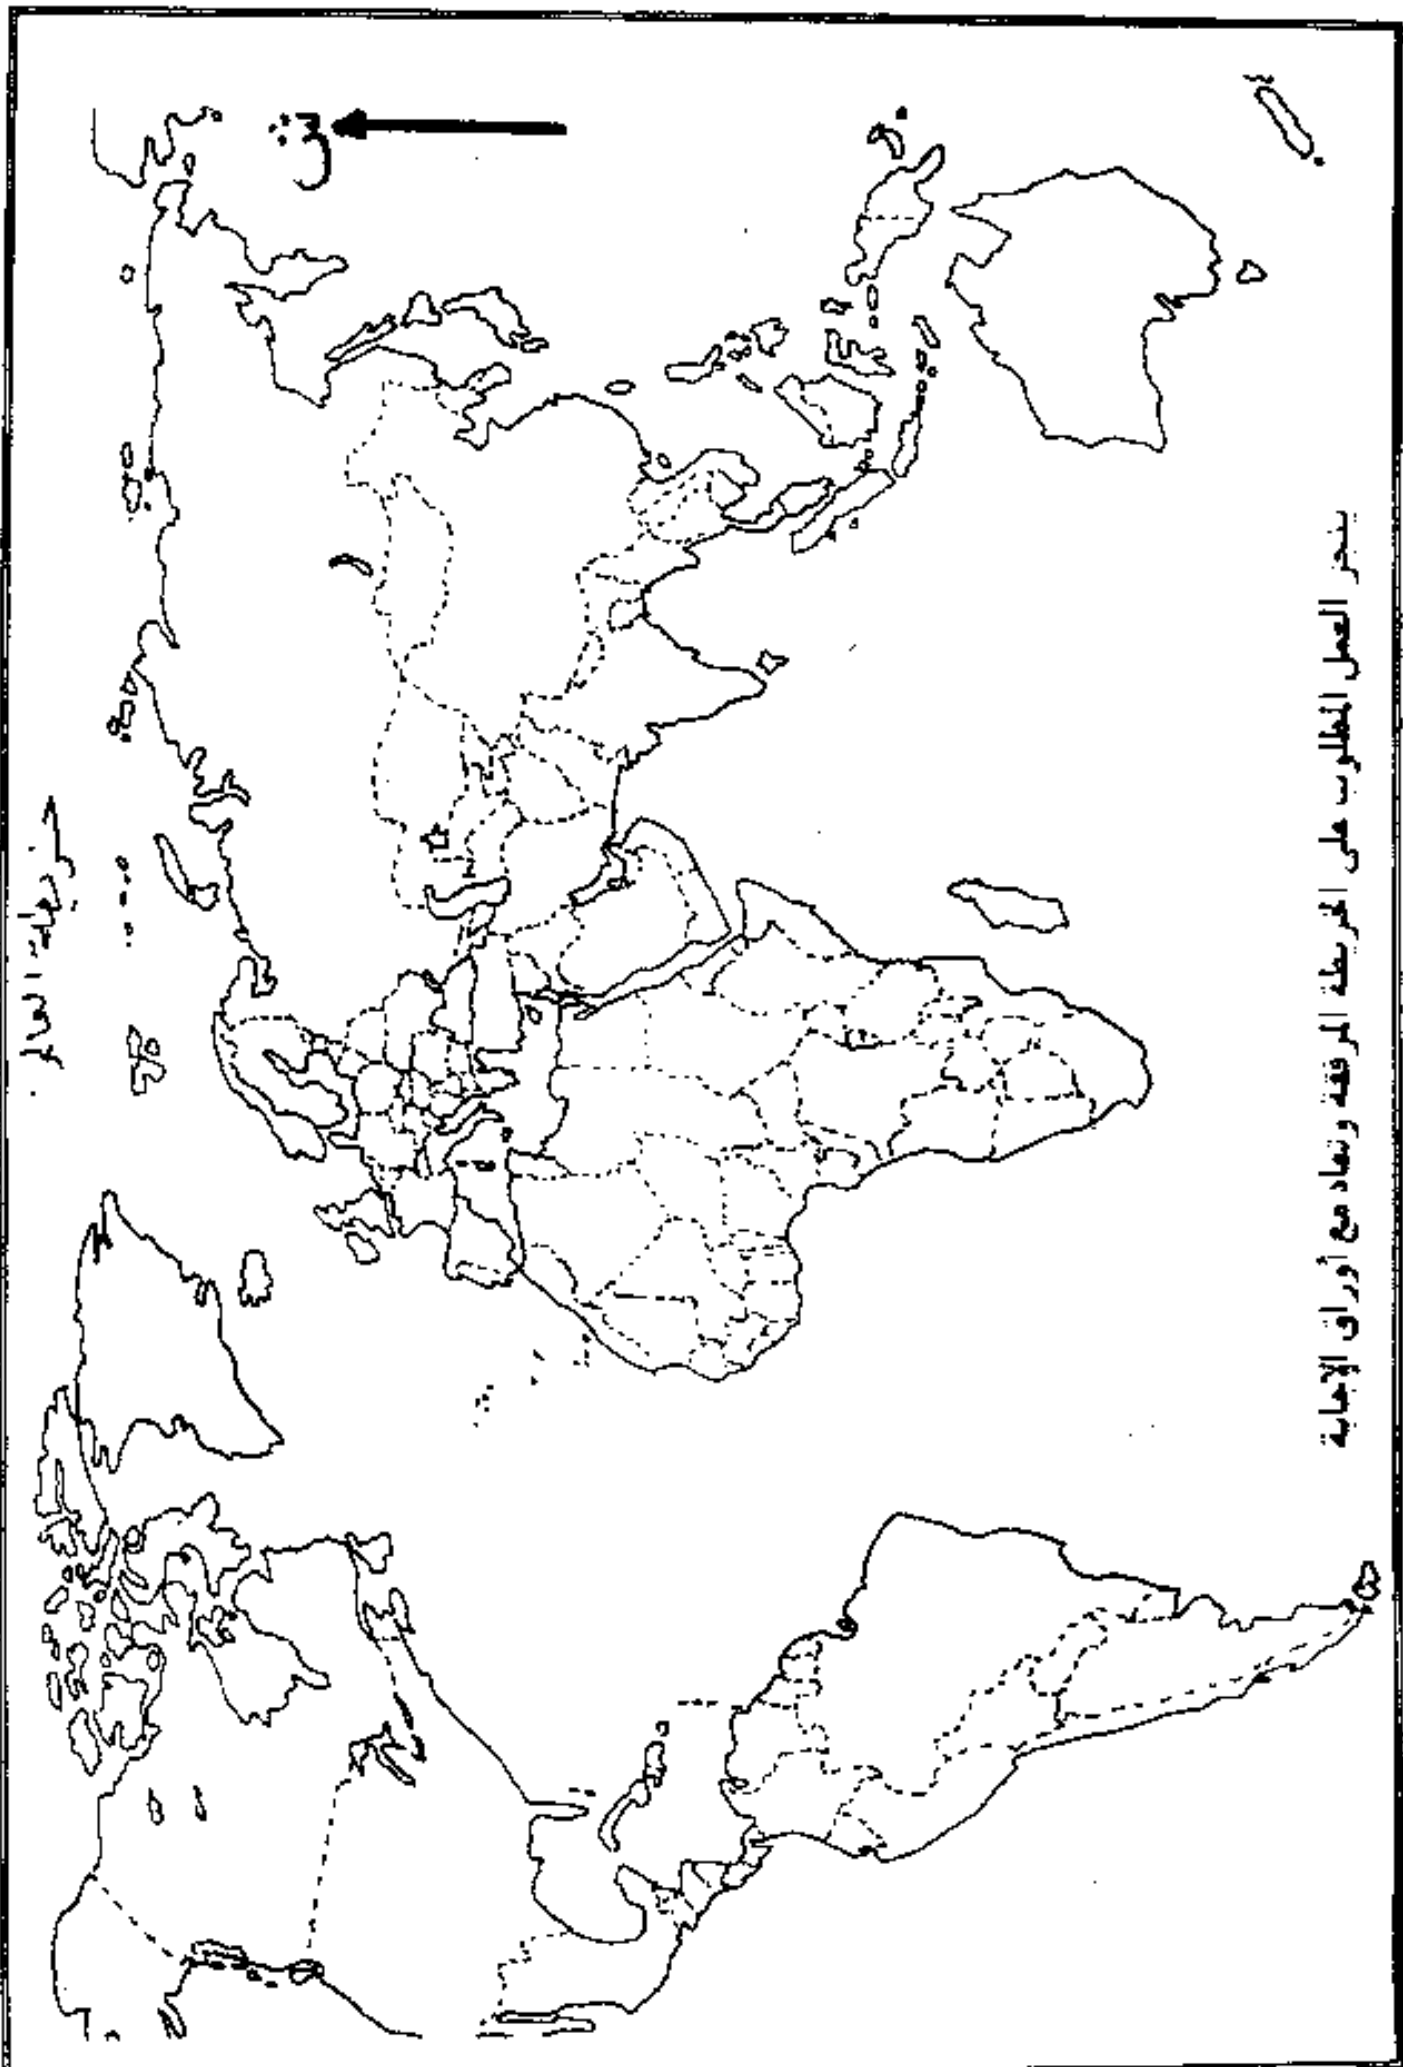 خريطة العالم
ش
ينجز العمل المطلوب على الخريطة المرفقة وتعاد مع أوراق الإجابة